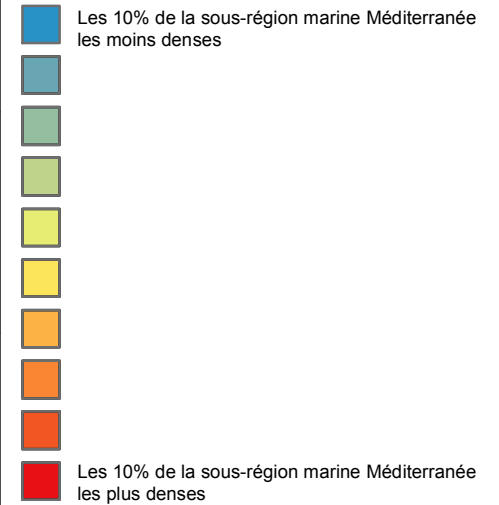 Les 10% de la sous-région marine Méditerranée
les moins denses
Les 10% de la sous-région marine Méditerranée
les plus denses